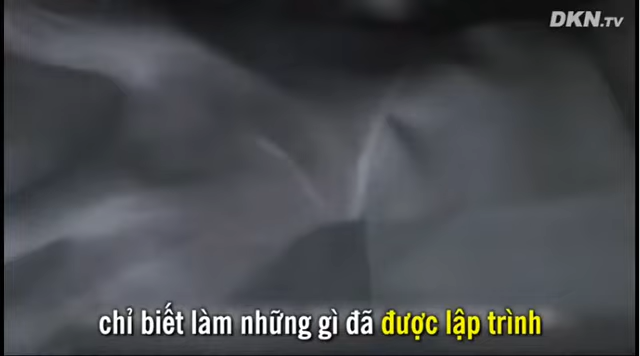 DKN.TV
chỉ biết làm những gì đã được lập trình